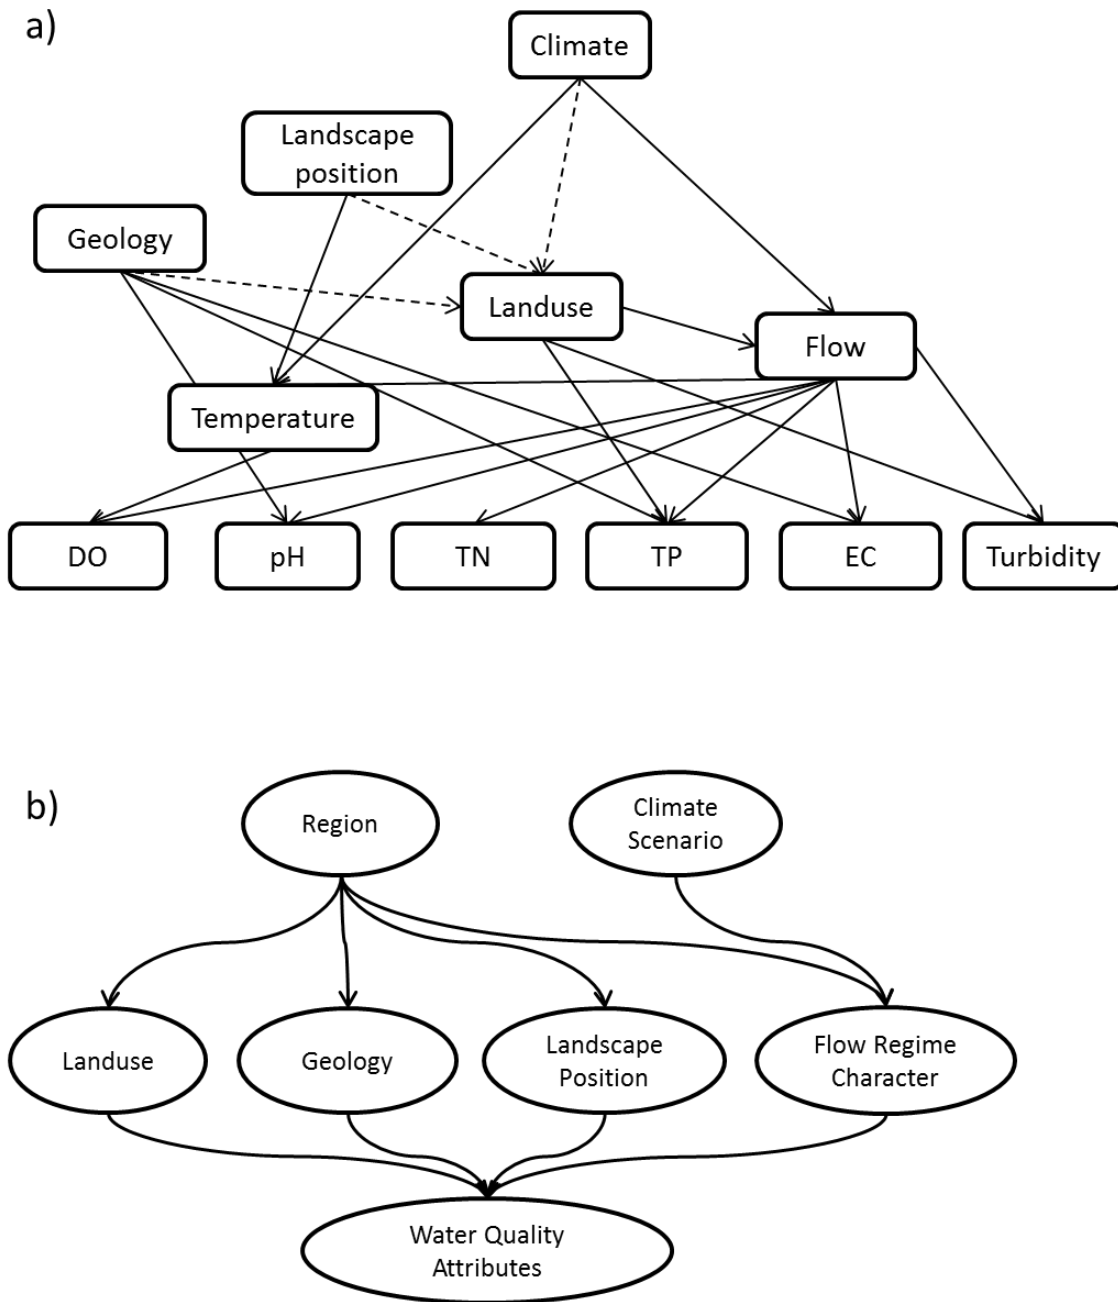 a)
Climate
Landscape
position
Geology
Landuse
Flow
Temperature
DO
pH
TN
TP
EC
Turbidity
b)
Region
Climate
Scenario
Landuse
Geology
Landscape
Position
Flow Regime
Character
Water Quality
Attributes